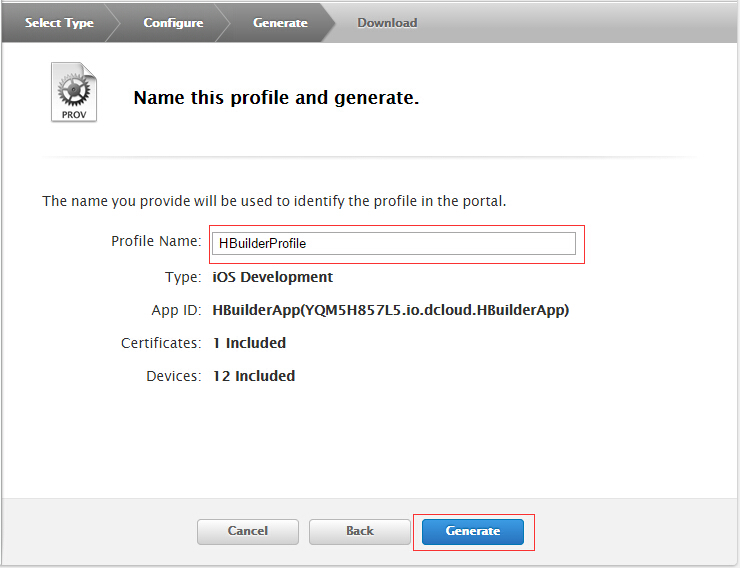 Select Type Configure Generate Download
PROV
Name this profile and generate.
The name you provide will be used to identify the profile in the portal.
Profile Name: HBuilderProfile
Type: iOS Development
App ID: HBuilderApp(YQM5H857L5.io.dcloud.HBuilderApp)
Certificates: 1 Included
Devices: 12 Included
Cancel Back Generate